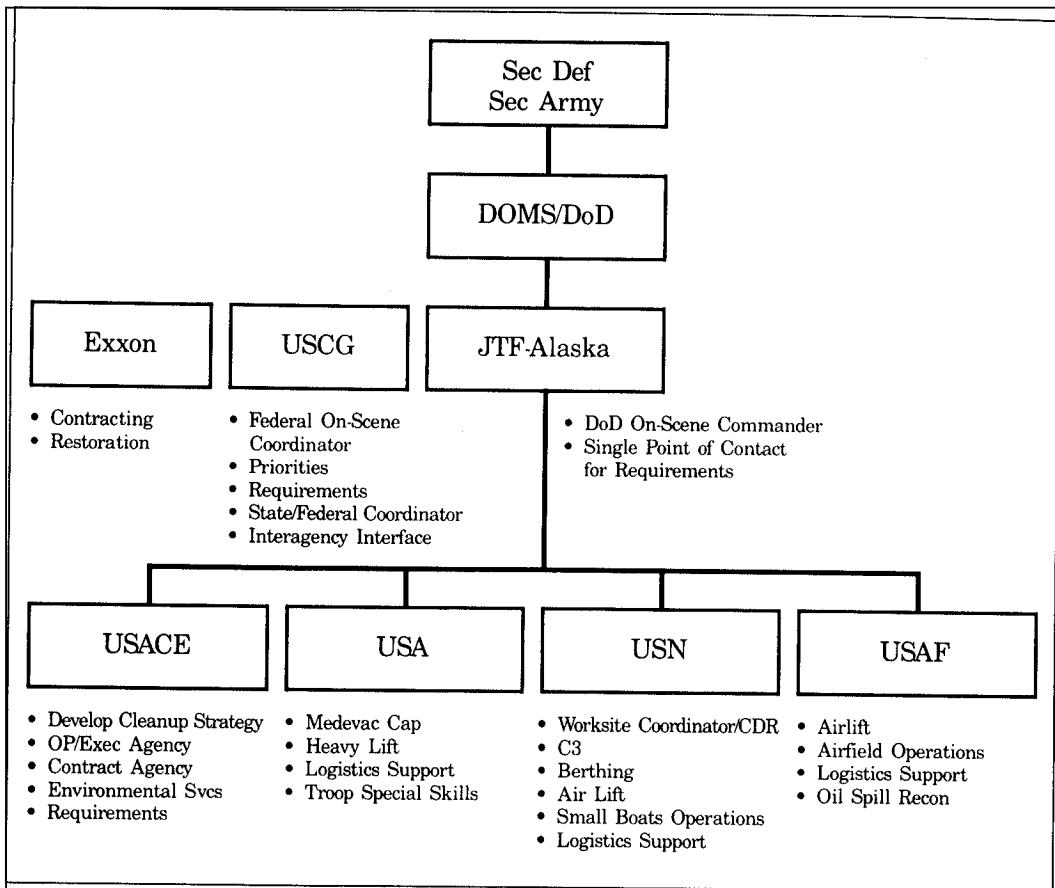 Sec Def
Sec Army
DOMS/DoD
Exxon
USCG
JTF-Alaska
• Contracting
• Restoration
• Federal On-Scene
Coordinator
• Priorities
• Requirements
• State/Federal Coordinator
• Interagency Interface
• DoD On-Scene Commander
• Single Point of Contact
for Requirements
USACE
USA
USN
USAF
• Develop Cleanup Strategy
• OP/Exec Agency
• Contract Agency
• Environmental Svcs
• Requirements
• Medevac Cap
• Heavy Lift
• Logistics Support
• Troop Special Skills
• Worksite Coordinator/CDR
• C3
• Berthing
• Air Lift
• Small Boats Operations
• Logistics Support
• Airlift
• Airfield Operations
• Logistics Support
• Oil Spill Recon